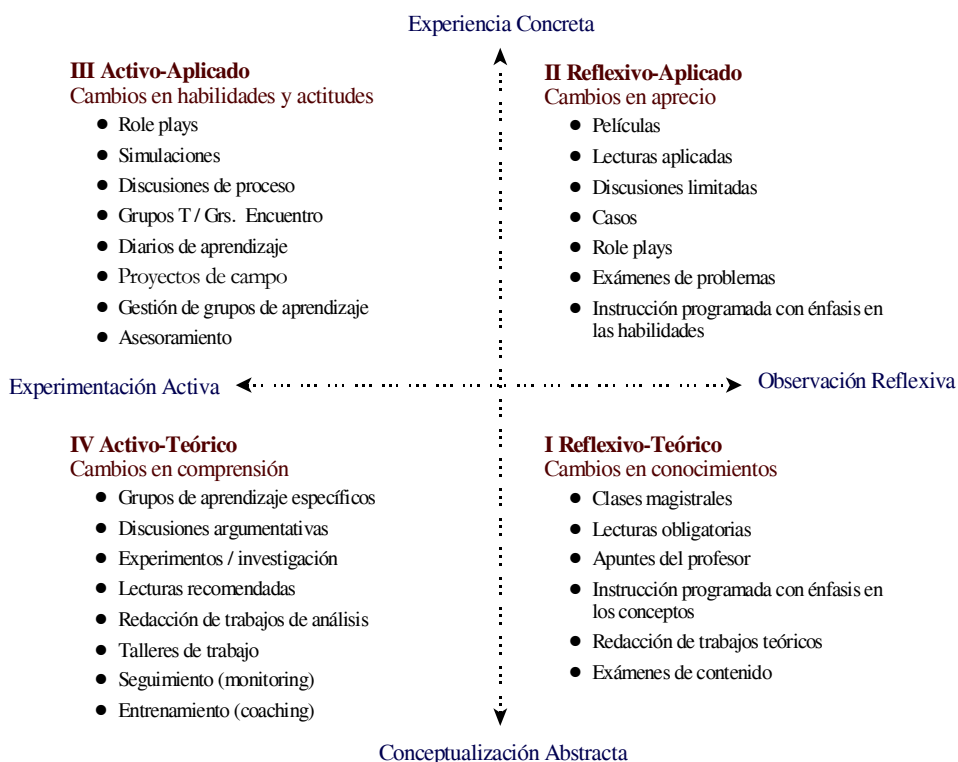 Experiencia Concreta
III Activo-Aplicado
Cambios en habilidades y actitudes
● Role plays
● Simulaciones
● Discusiones de proceso
● Grupos T / Grs. Encuentro
● Diarios de aprendizaje
● Proyectos de campo
● Gestión de grupos de aprendizaje
● Asesoramiento
II Reflexivo-Aplicado
Cambios en aprecio
● Películas
● Lecturas aplicadas
● Discusiones limitadas
● Casos
● Role plays
● Exámenes de problemas
● Instrucción programada con énfasis en
las habilidades
Experimentación Activa
Observación Reflexiva
IV Activo-Teórico
Cambios en comprensión
● Grupos de aprendizaje específicos
● Discusiones argumentativas
● Experimentos / investigación
● Lecturas recomendadas
● Redacción de trabajos de análisis
● Talleres de trabajo
● Seguimiento (monitoring)
● Entrenamiento (coaching)
I Reflexivo-Teórico
Cambios en conocimientos
● Clases magistrales
● Lecturas obligatorias
● Apuntes del profesor
● Instrucción programada con énfasis en
los conceptos
● Redacción de trabajos teóricos
● Exámenes de contenido
Conceptualización Abstracta